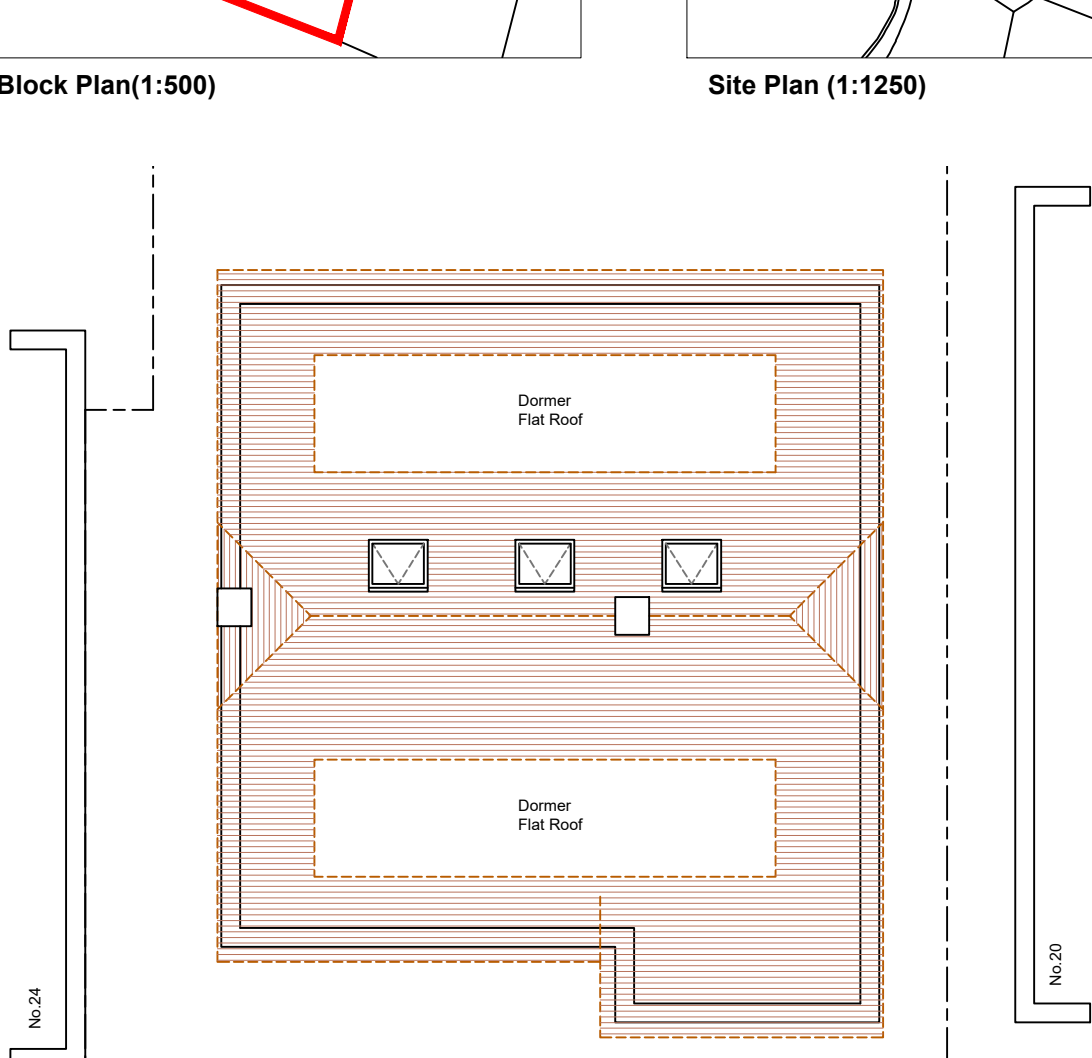 Block Plan(1:500)
Site Plan (1:1250)
Dormer
Flat Roof
Dormer
Flat Roof
No.24
No.20